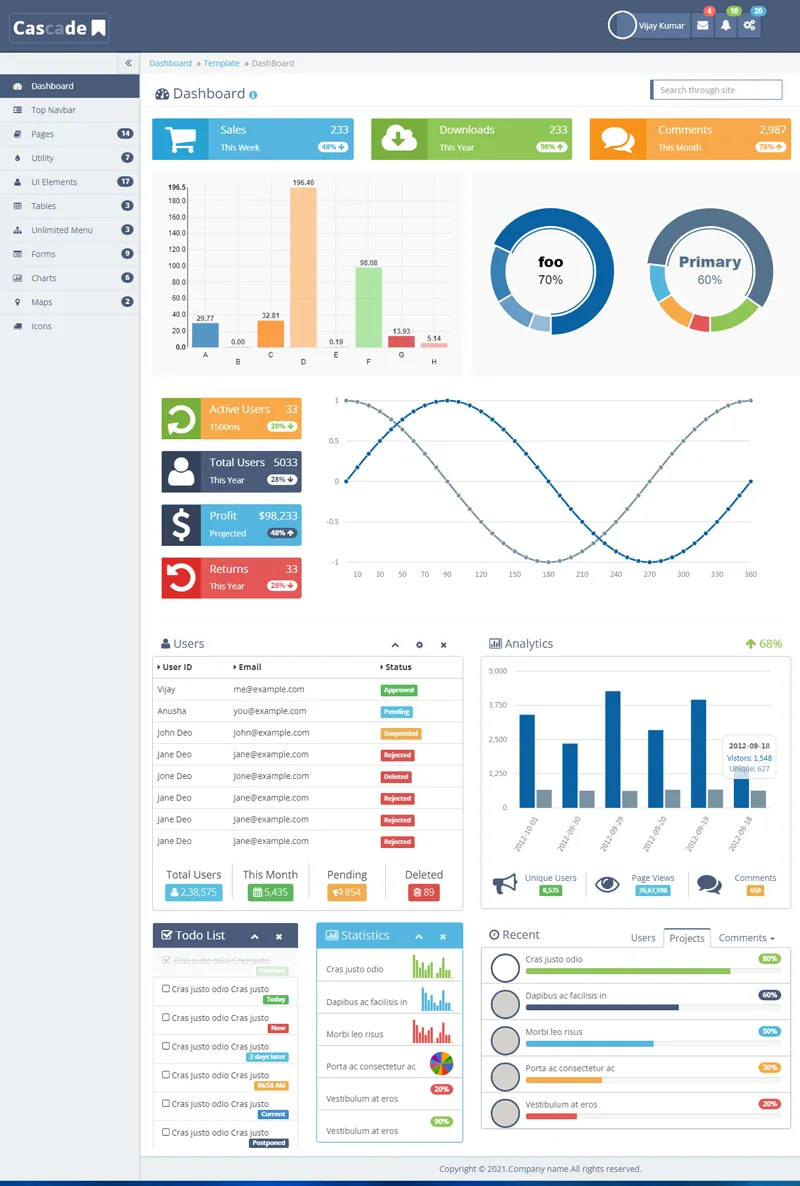 Cascade
Vijay Kumar
4
10
20
Dashboard
Top Navbar
Pages 14
Utility 7
UI Elements 17
Tables 3
Unlimited Menu 3
Forms 9
Charts 6
Maps 2
Icons
Dashboard » Template » DashBoard
Dashboard
Search through site
Sales 233
This Week 48%
Downloads 233
This Year 98%
Comments 2,987
This Month 78%
196.5
180.0
160.0
140.0
120.0
100.0
80.0
60.0
40.0
20.0
0.0
29.77
0.00
32.81
196.46
0.19
98.08
13.93
5.14
A
B
C
D
E
F
G
H
foo
70%
Primary
60%
Active Users 33
1500ms 28%
Total Users 5033
This Year 28%
Profit $98,233
Projected 48%
Returns 33
This Year 28%
1
0.5
0
-0.5
-1
10 30 50 70 90 120 150 180 210 240 270 300 330 360
Users
User ID Email Status
Vijay me@example.com Approved
Anusha you@example.com Pending
John Deo John@example.com Suspended
Jane Deo Jane@example.com Rejected
Jone Deo Jone@example.com Deleted
Jane Deo Jane@example.com Rejected
Jane Deo Jane@example.com Rejected
Jane Deo Jane@example.com Rejected
Total Users This Month Pending Deleted
2,38,575 5,435 854 89
Analytics 68%
5,000
3,750
2,500
1,250
0
2012-09-18
Vistors: 1,548
Unique: 627
2012-10-01
2012-09-30
2012-09-29
2012-09-20
2012-09-19
2012-09-18
Unique Users
8,575
Page Views
76,67,598
Comments
658
Todo List
Cras justo odio Cras justo
Finished
Cras justo odio Cras justo
Today
Cras justo odio Cras justo
Now
Cras justo odio Cras justo
2 days later
Cras justo odio Cras justo
06:58 AM
Cras justo odio Cras justo
Current
Cras justo odio Cras justo
Postponed
Statistics
Cras justo odio
Dapibus ac facilisis in
Morbi leo risus
Porta ac consectetur ac
Vestibulum at eros 20%
Vestibulum at eros 90%
Recent
Users Projects Comments
Cras justo odio 80%
Dapibus ac facilisis in 60%
Morbi leo risus 50%
Porta ac consectetur ac 30%
Vestibulum at eros 20%
Copyright © 2021.Company name All rights reserved.